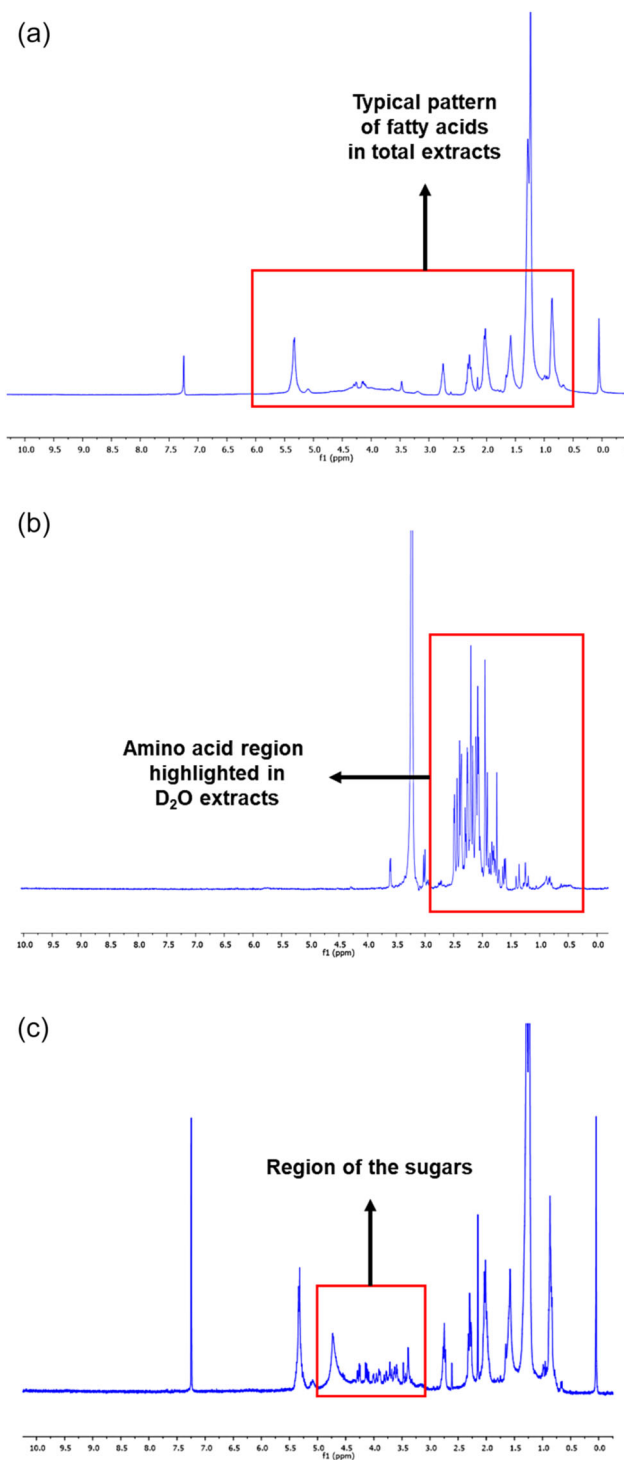 (a)
Typical pattern
of fatty acids
in total extracts
10.0 9.5 9.0 8.5 8.0 7.5 7.0 6.5 6.0 5.5 5.0 4.5 4.0 3.5 3.0 2.5 2.0 1.5 1.0 0.5 0.0
f1 (ppm)
(b)
Amino acid region
highlighted in
D₂O extracts
10.0 9.5 9.0 8.5 8.0 7.5 7.0 6.5 6.0 5.5 5.0 4.5 4.0 3.5 3.0 2.5 2.0 1.5 1.0 0.5 0.0
f1 (ppm)
(c)
Region of the sugars
10.0 9.5 9.0 8.5 8.0 7.5 7.0 6.5 6.0 5.5 5.0 4.5 4.0 3.5 3.0 2.5 2.0 1.5 1.0 0.5 0.0
f1 (ppm)